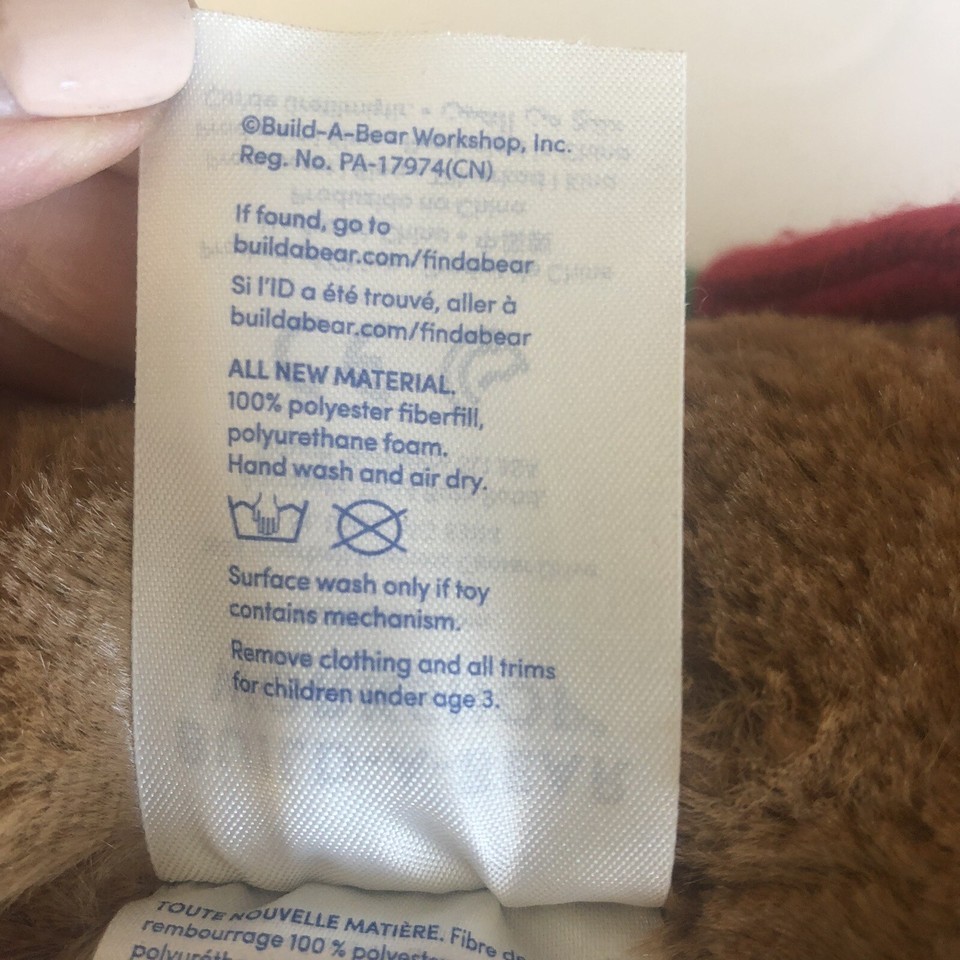 ©Build-A-Bear Workshop, Inc.
Reg. No. PA-17974(CN)
If found, go to
buildabear.com/findabear
Si l'ID a été trouvé, aller à
buildabear.com/findabear
ALL NEW MATERIAL.
100% polyester fiberfill,
polyurethane foam.
Hand wash and air dry.
Surface wash only if toy
contains mechanism.
Remove clothing and all trims
for children under age 3.
TOUTE NOUVELLE MATIÈRE. Fibre de
rembourrage 100 %